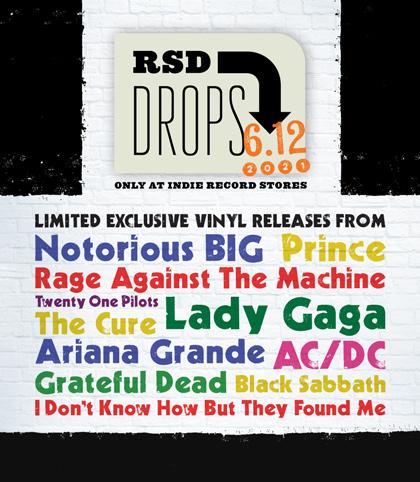 RSD
DROPS
6.12
2021
ONLY AT INDIE RECORD STORES
LIMITED EXCLUSIVE VINYL RELEASES FROM
Notorious BIG Prince
Rage Against The Machine
Twenty One Pilots
The Cure Lady Gaga
Ariana Grande AC/DC
Grateful Dead Black Sabbath
I Don't Know How But They Found Me